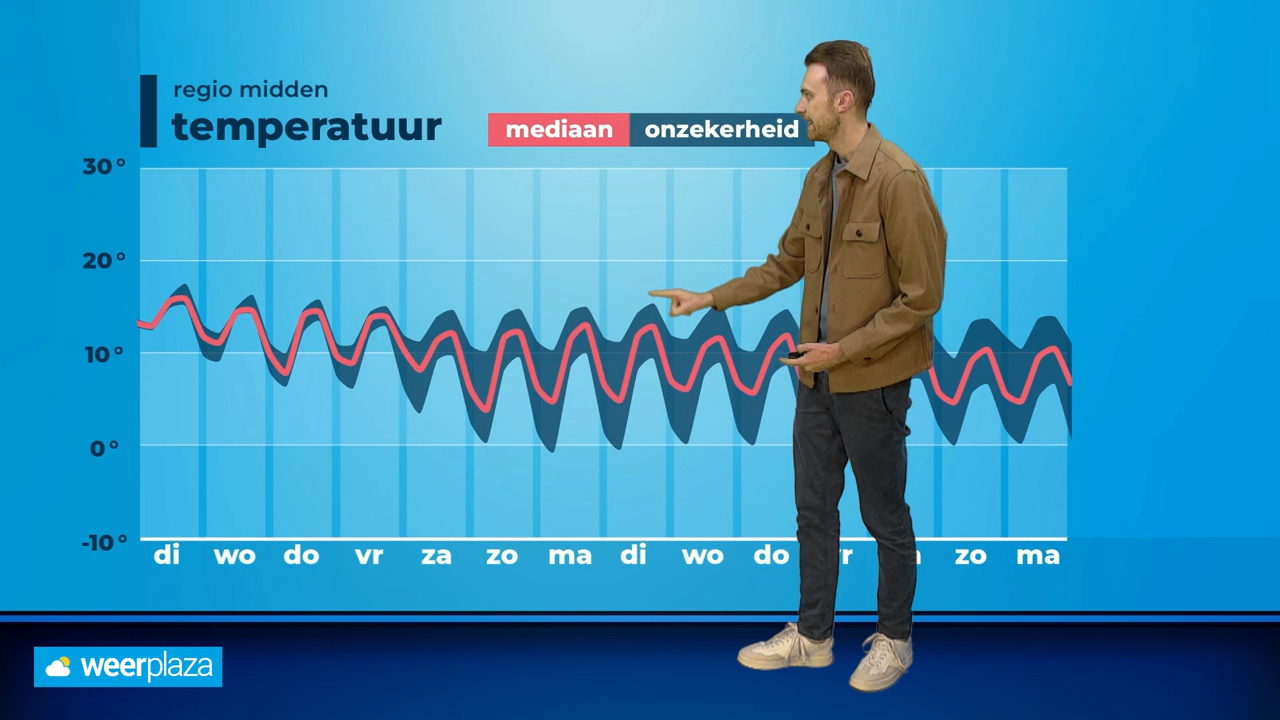 regio midden
temperatuur
mediaan onzekerheid
30°
20°
10°
0°
-10°
di wo do vr za zo ma di wo do zo ma
weerplaza